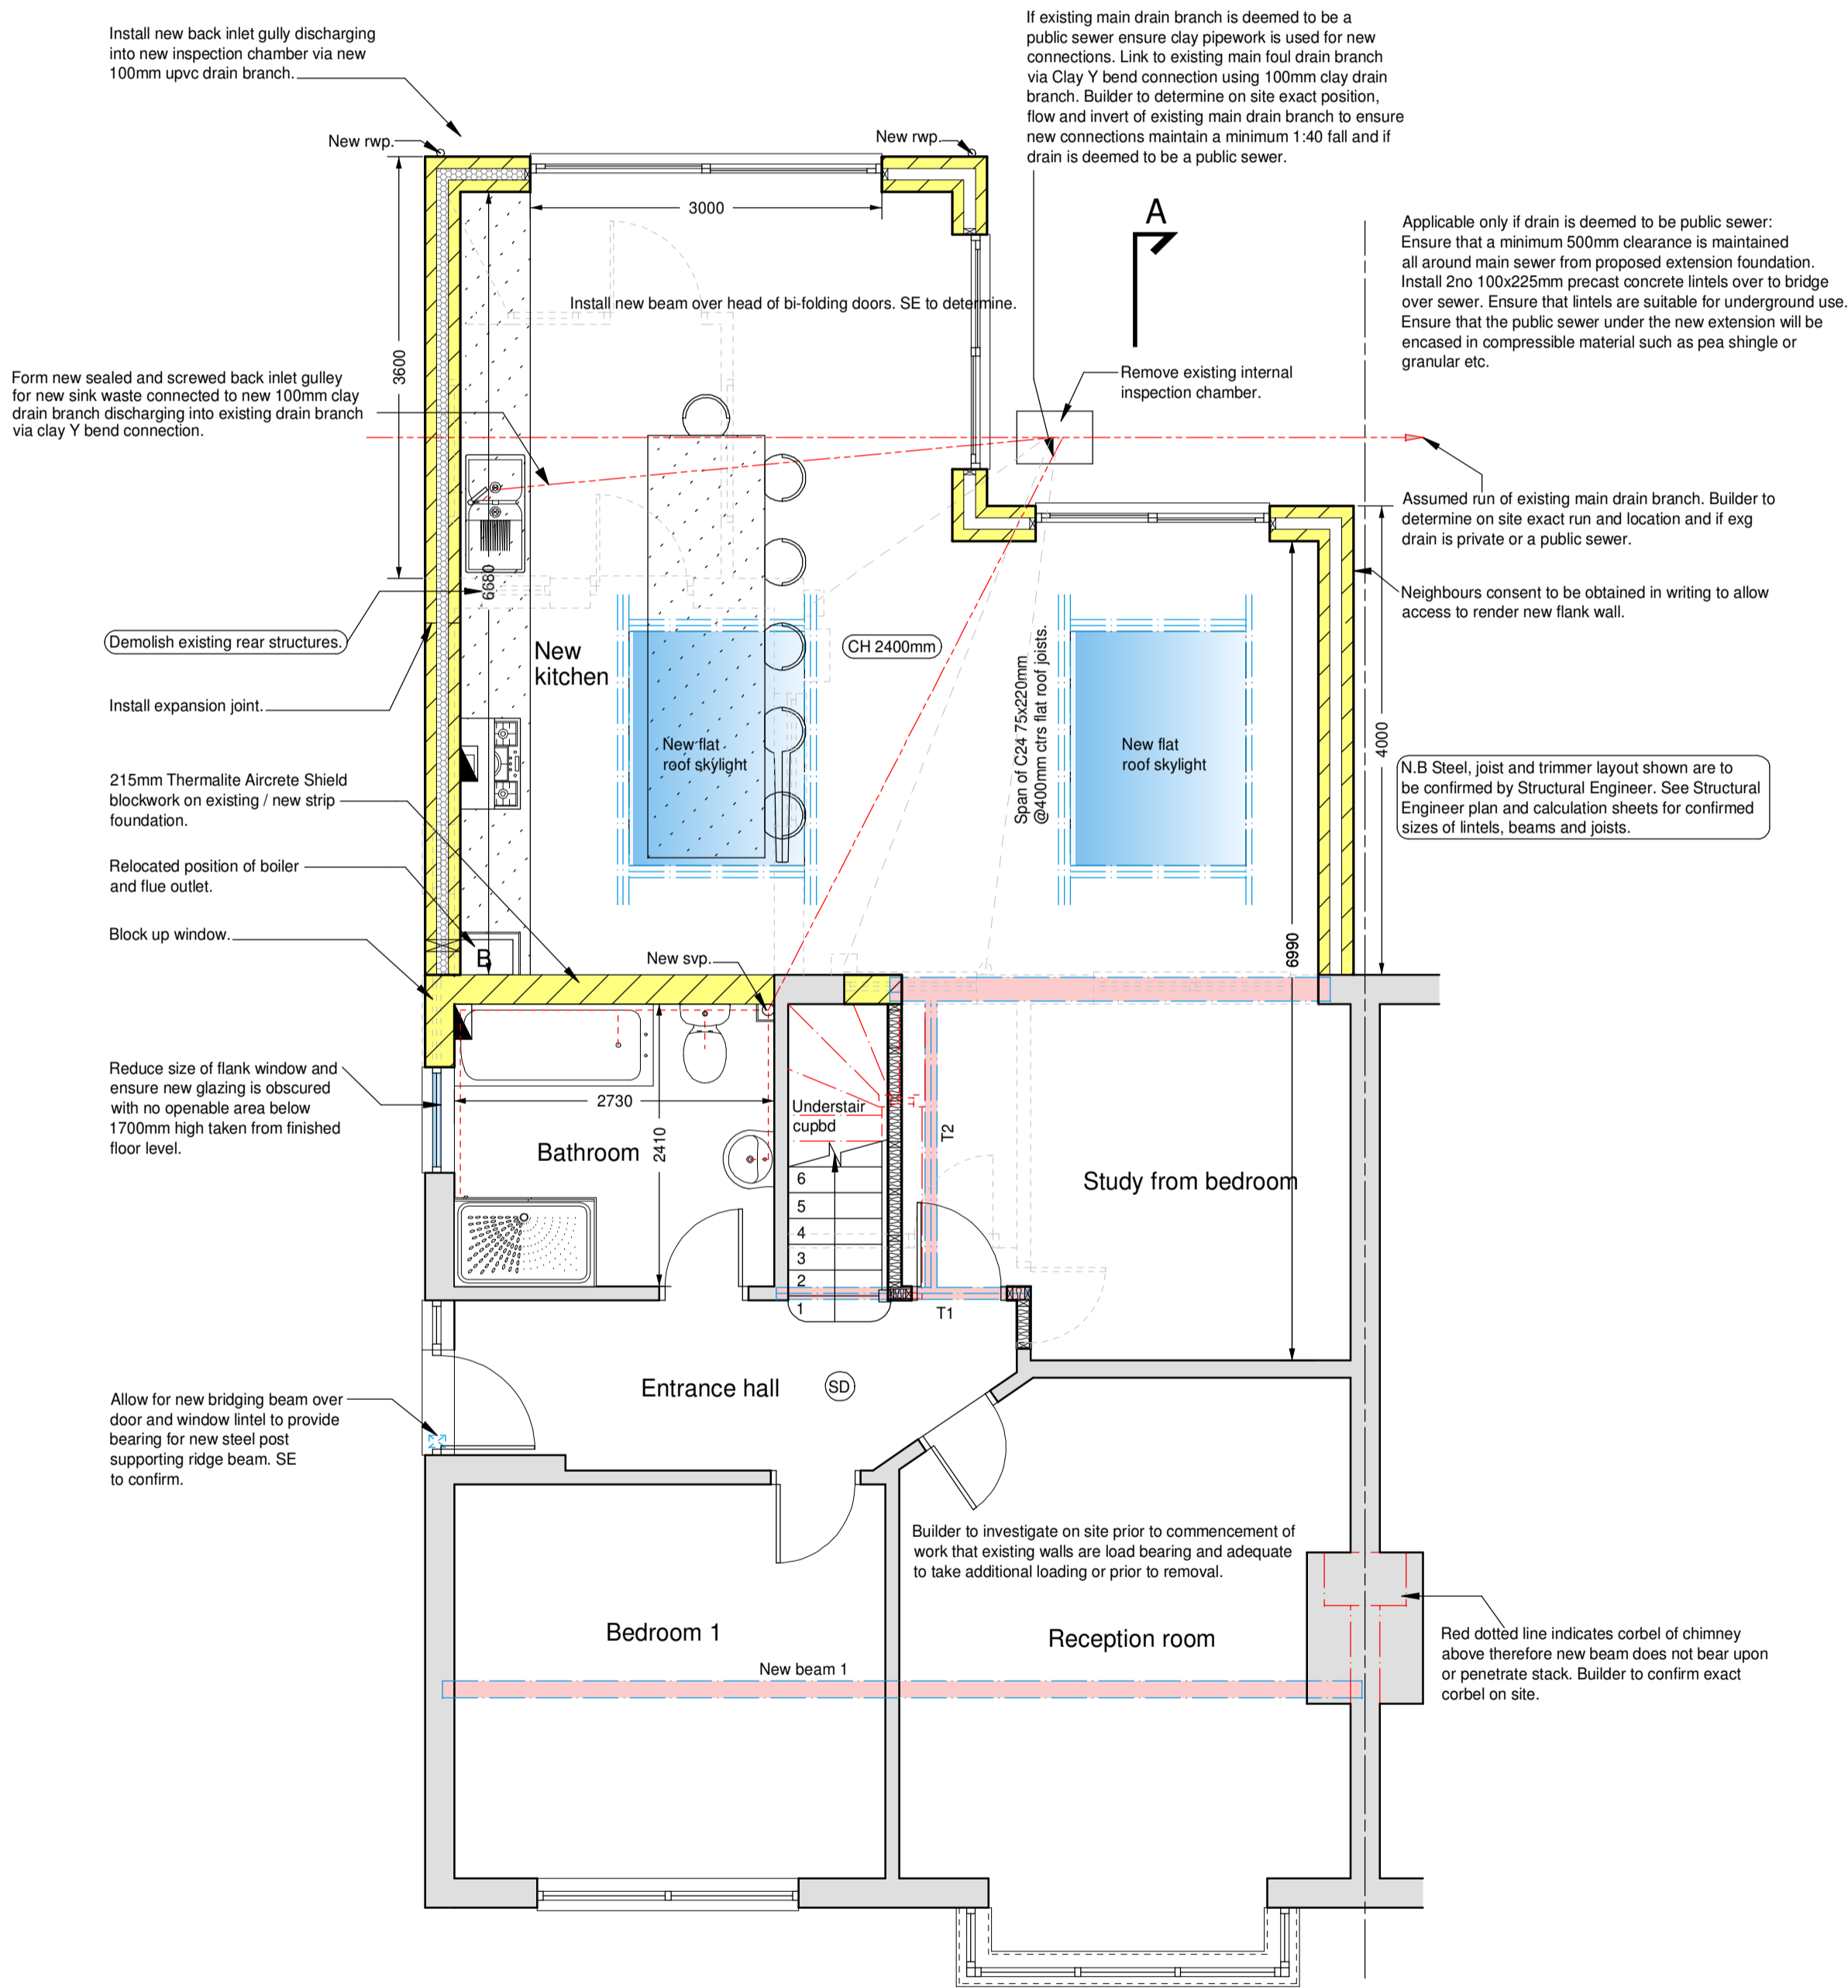 Install new back inlet gully discharging
into new inspection chamber via new
100mm upvc drain branch.
If existing main drain branch is deemed to be a
public sewer ensure clay pipework is used for new
connections. Link to existing main foul drain branch
via Clay Y bend connection using 100mm clay drain
branch. Builder to determine on site exact position,
flow and invert of existing main drain branch to ensure
new connections maintain a minimum 1:40 fall and if
drain is deemed to be a public sewer.
New rwp.
New rwp.
3000
A
Applicable only if drain is deemed to be public sewer:
Ensure that a minimum 500mm clearance is maintained
all around main sewer from proposed extension foundation.
Install 2no 100x225mm precast concrete lintels over to bridge
over sewer. Ensure that lintels are suitable for underground use.
Ensure that the public sewer under the new extension will be
encased in compressible material such as pea shingle or
granular etc.
Install new beam over head of bi-folding doors. SE to determine.
3600
Form new sealed and screwed back inlet gulley
for new sink waste connected to new 100mm clay
drain branch discharging into existing drain branch
via clay Y bend connection.
Remove existing internal
inspection chamber.
Assumed run of existing main drain branch. Builder to
determine on site exact run and location and if exg
drain is private or a public sewer.
6680
Neighbours consent to be obtained in writing to allow
access to render new flank wall.
Demolish existing rear structures.
New
kitchen
CH 2400mm
Span of C24 75x220mm
@400mm ctrs flat roof joists.
Install expansion joint.
New flat
roof skylight
New flat
roof skylight
4000
N.B Steel, joist and trimmer layout shown are to
be confirmed by Structural Engineer. See Structural
Engineer plan and calculation sheets for confirmed
sizes of lintels, beams and joists.
215mm Thermalite Aircrete Shield
blockwork on existing / new strip
foundation.
Relocated position of boiler
and flue outlet.
Block up window.
B
New svp.
6990
Reduce size of flank window and
ensure new glazing is obscured
with no openable area below
1700mm high taken from finished
floor level.
2730
2410
Bathroom
Understair
cupbd
6
5
4
3
2
1
T2
T1
Study from bedroom
Entrance hall
SD
Allow for new bridging beam over
door and window lintel to provide
bearing for new steel post
supporting ridge beam. SE
to confirm.
Builder to investigate on site prior to commencement of
work that existing walls are load bearing and adequate
to take additional loading or prior to removal.
Bedroom 1
Reception room
New beam 1
Red dotted line indicates corbel of chimney
above therefore new beam does not bear upon
or penetrate stack. Builder to confirm exact
corbel on site.